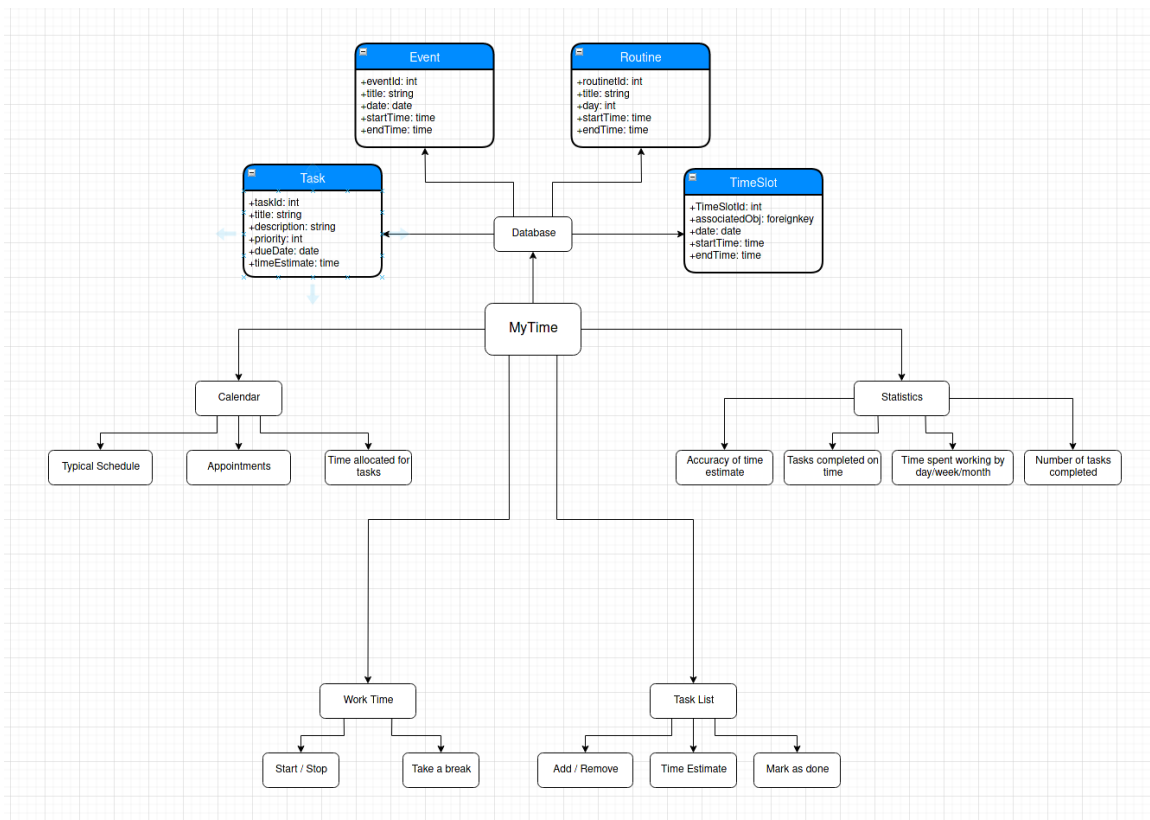 Event
+eventId: int
+title: string
+date: date
+startTime: time
+endTime: time
Routine
+routinetId: int
+title: string
+day: int
+startTime: time
+endTime: time
Task
+taskId: int
+title: string
+description: string
+priority: int
+dueDate: date
+timeEstimate: time
Database
TimeSlot
+TimeSlotId: int
+associatedObj: foreignkey
+date: date
+startTime: time
+endTime: time
MyTime
Calendar
Statistics
Typical Schedule
Appointments
Time allocated for
tasks
Accuracy of time
estimate
Tasks completed on
time
Time spent working by
day/week/month
Number of tasks
completed
Work Time
Task List
Start / Stop
Take a break
Add / Remove
Time Estimate
Mark as done